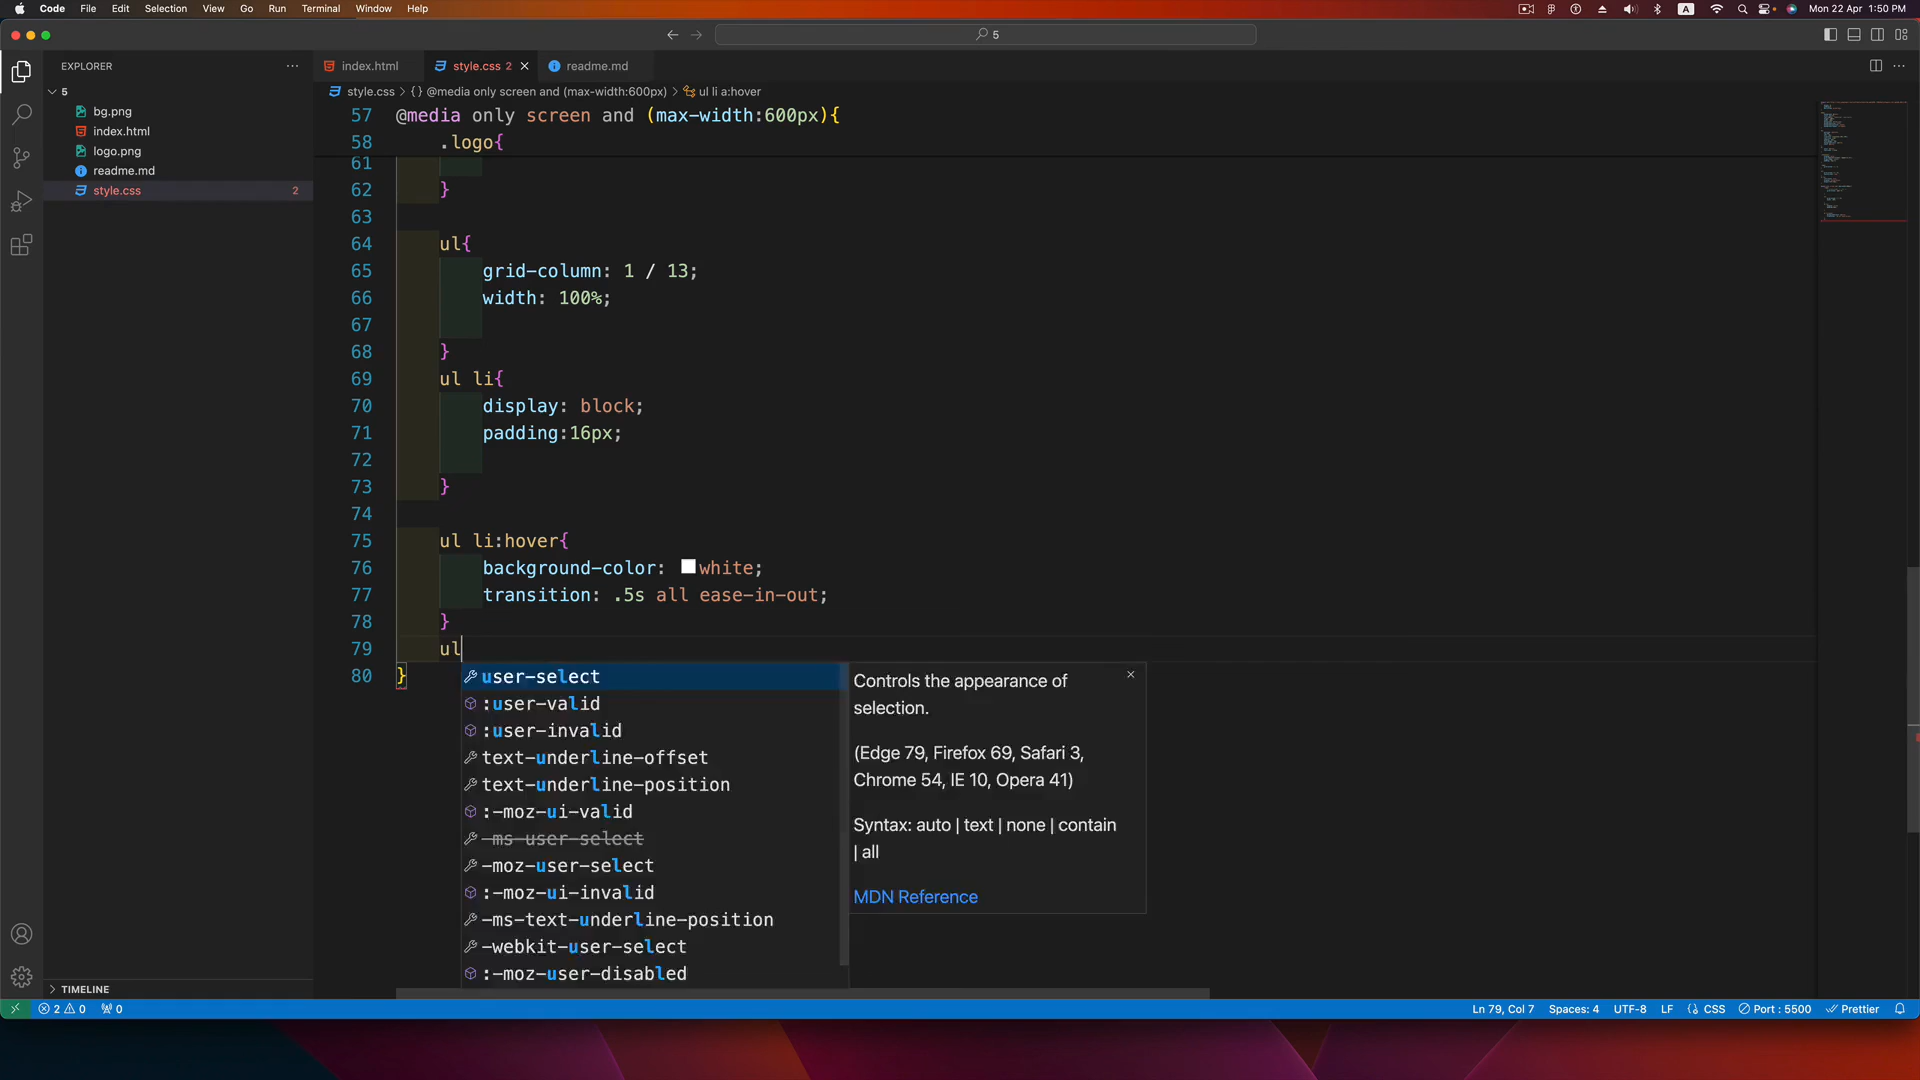 Code File Edit Selection View Go Run Terminal Window Help
A Mon 22 Apr 1:50 PM
5
EXPLORER
index.html
style.css 2
readme.md
5
style.css > {} @media only screen and (max-width:600px) > ul li a:hover
bg.png
index.html
logo.png
readme.md
style.css 2
57 @media only screen and (max-width:600px){
58 .logo{
61
62 }
63
64 ul{
65 grid-column: 1 / 13;
66 width: 100%;
67
68 }
69 ul li{
70 display: block;
71 padding:16px;
72
73 }
74
75 ul li:hover{
76 background-color: white;
77 transition: .5s all ease-in-out;
78 }
79 ul
80 }
user-select
:user-valid
:user-invalid
text-underline-offset
text-underline-position
:-moz-ui-valid
-ms-user-select
-moz-user-select
:-moz-ui-invalid
-ms-text-underline-position
-webkit-user-select
:-moz-user-disabled
Controls the appearance of
selection.
(Edge 79, Firefox 69, Safari 3,
Chrome 54, IE 10, Opera 41)
Syntax: auto | text | none | contain
| all
MDN Reference
TIMELINE
2 0 0
Ln 79, Col 7 Spaces: 4 UTF-8 LF {} CSS Port : 5500 Prettier